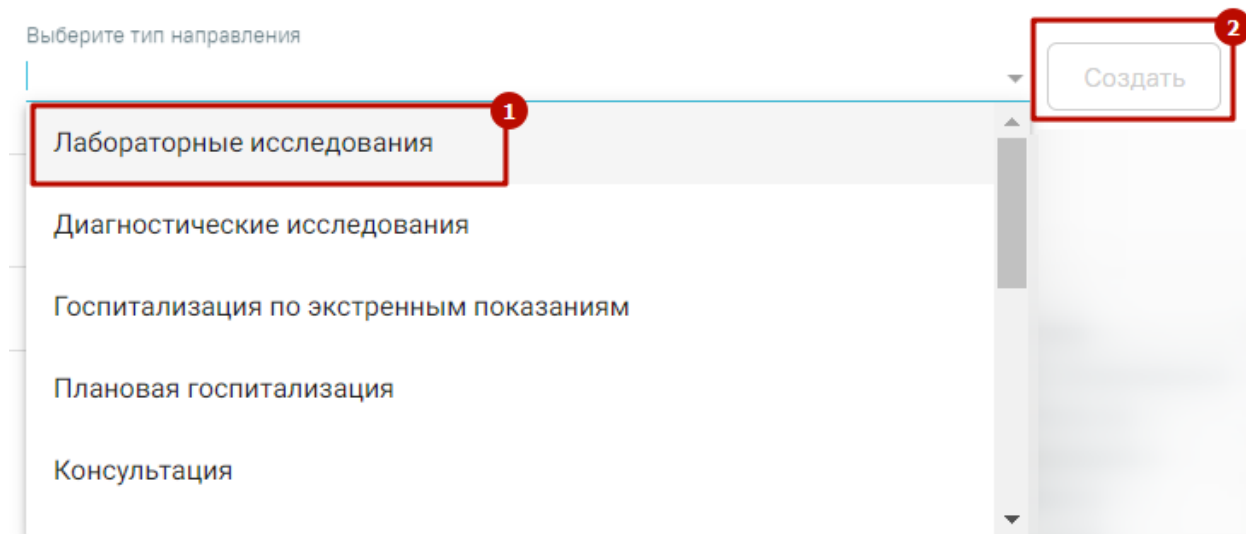 Выберите тип направления
2
Создать
1
Лабораторные исследования
Диагностические исследования
Госпитализация по экстренным показаниям
Плановая госпитализация
Консультация